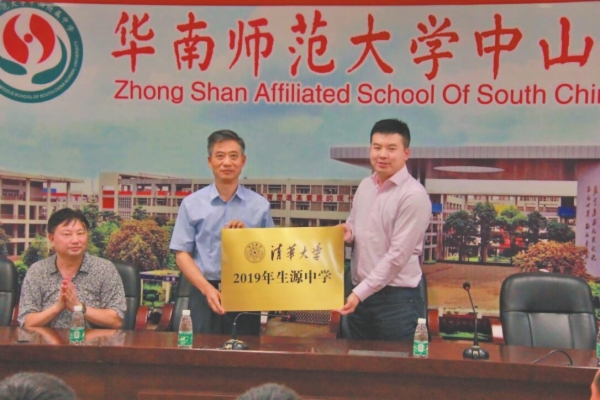 华南师范大学中山
Zhong Shan Affiliated School Of South Chin
清华大学
2019年生源中学